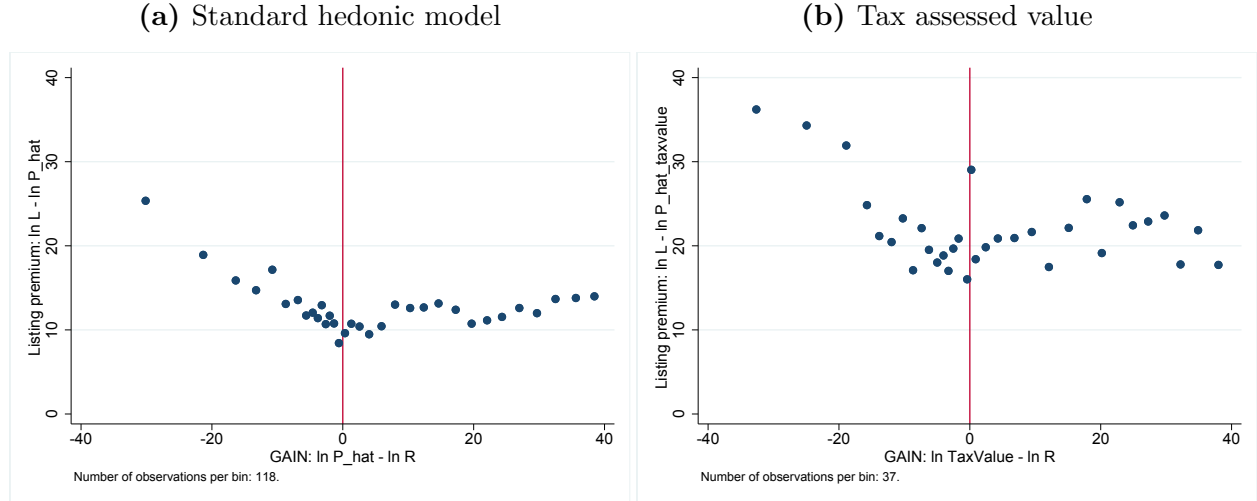 (a) Standard hedonic model
Listing premium: ln L - ln P_hat
40
30
20
10
0
-40
-20
0
20
40
GAIN: ln P_hat - ln R
Number of observations per bin: 118.
(b) Tax assessed value
Listing premium: ln L - ln P_hat_taxvalue
40
30
20
10
0
-40
-20
0
20
40
GAIN: ln TaxValue - ln R
Number of observations per bin: 37.